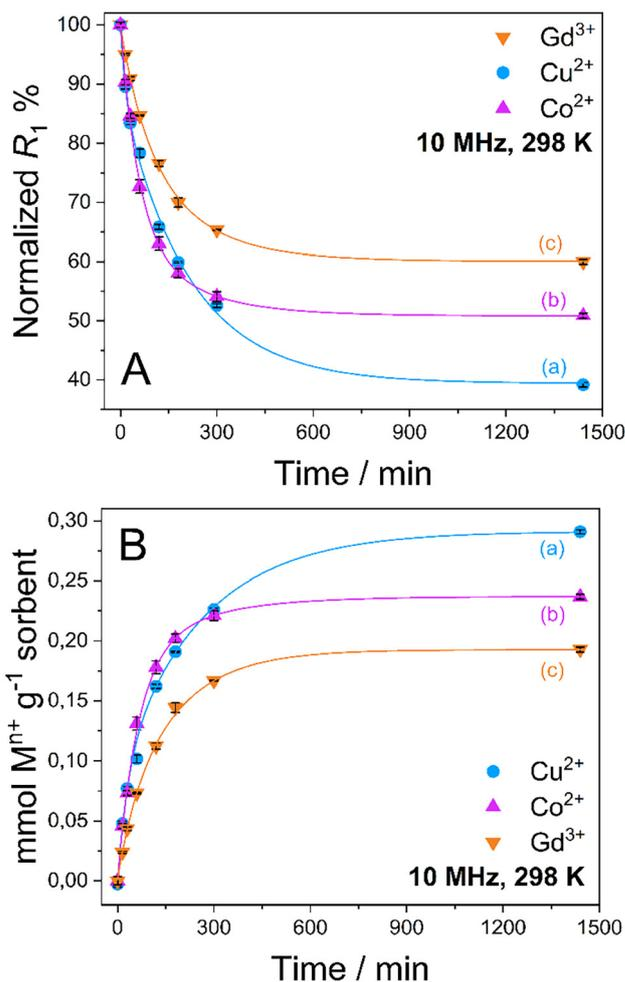 100
90
80
70
60
50
40
Normalized R₁ %
Gd³⁺
Cu²⁺
Co²⁺
10 MHz, 298 K
(c)
(b)
(a)
A
0 300 600 900 1200 1500
Time / min
0,30
0,25
0,20
0,15
0,10
0,05
0,00
mmol Mⁿ⁺ g⁻¹ sorbent
B
(a)
(b)
(c)
Cu²⁺
Co²⁺
Gd³⁺
10 MHz, 298 K
0 300 600 900 1200 1500
Time / min